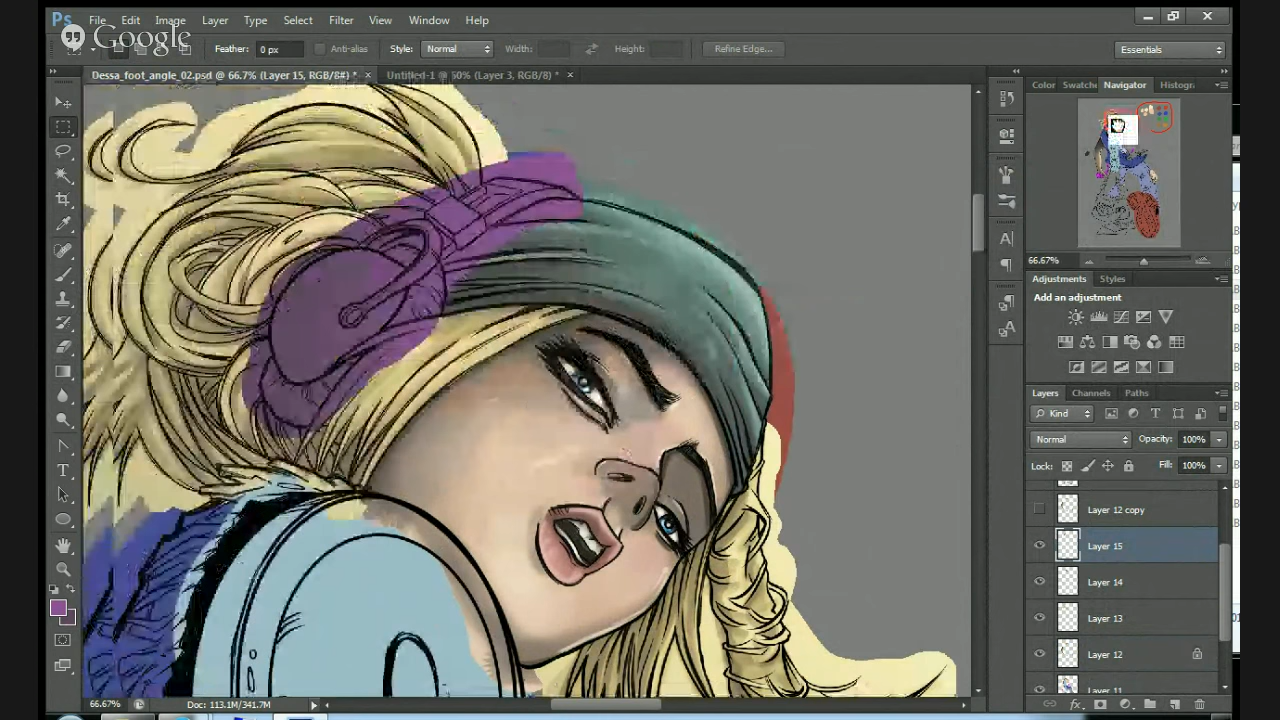 Ps File Edit Image Layer Type Select Filter View Window Help
Google
Feather: 0 px Anti-alias Style: Normal Width: Height: Refine Edge... Essentials
Dessa_foot_angle_02.psd @ 66.7% (Layer 15, RGB/8#) * × Untitled-1 @ 50% (Layer 3, RGB/8) * ×
Color Swatche Navigator Histogr
66.67%
Adjustments Styles
Add an adjustment
Layers Channels Paths
Kind
Normal Opacity: 100%
Lock: Fill: 100%
Layer 12 copy
Layer 15
Layer 14
Layer 13
Layer 12
Layer 11
66.67% Doc: 113.1M/341.7M